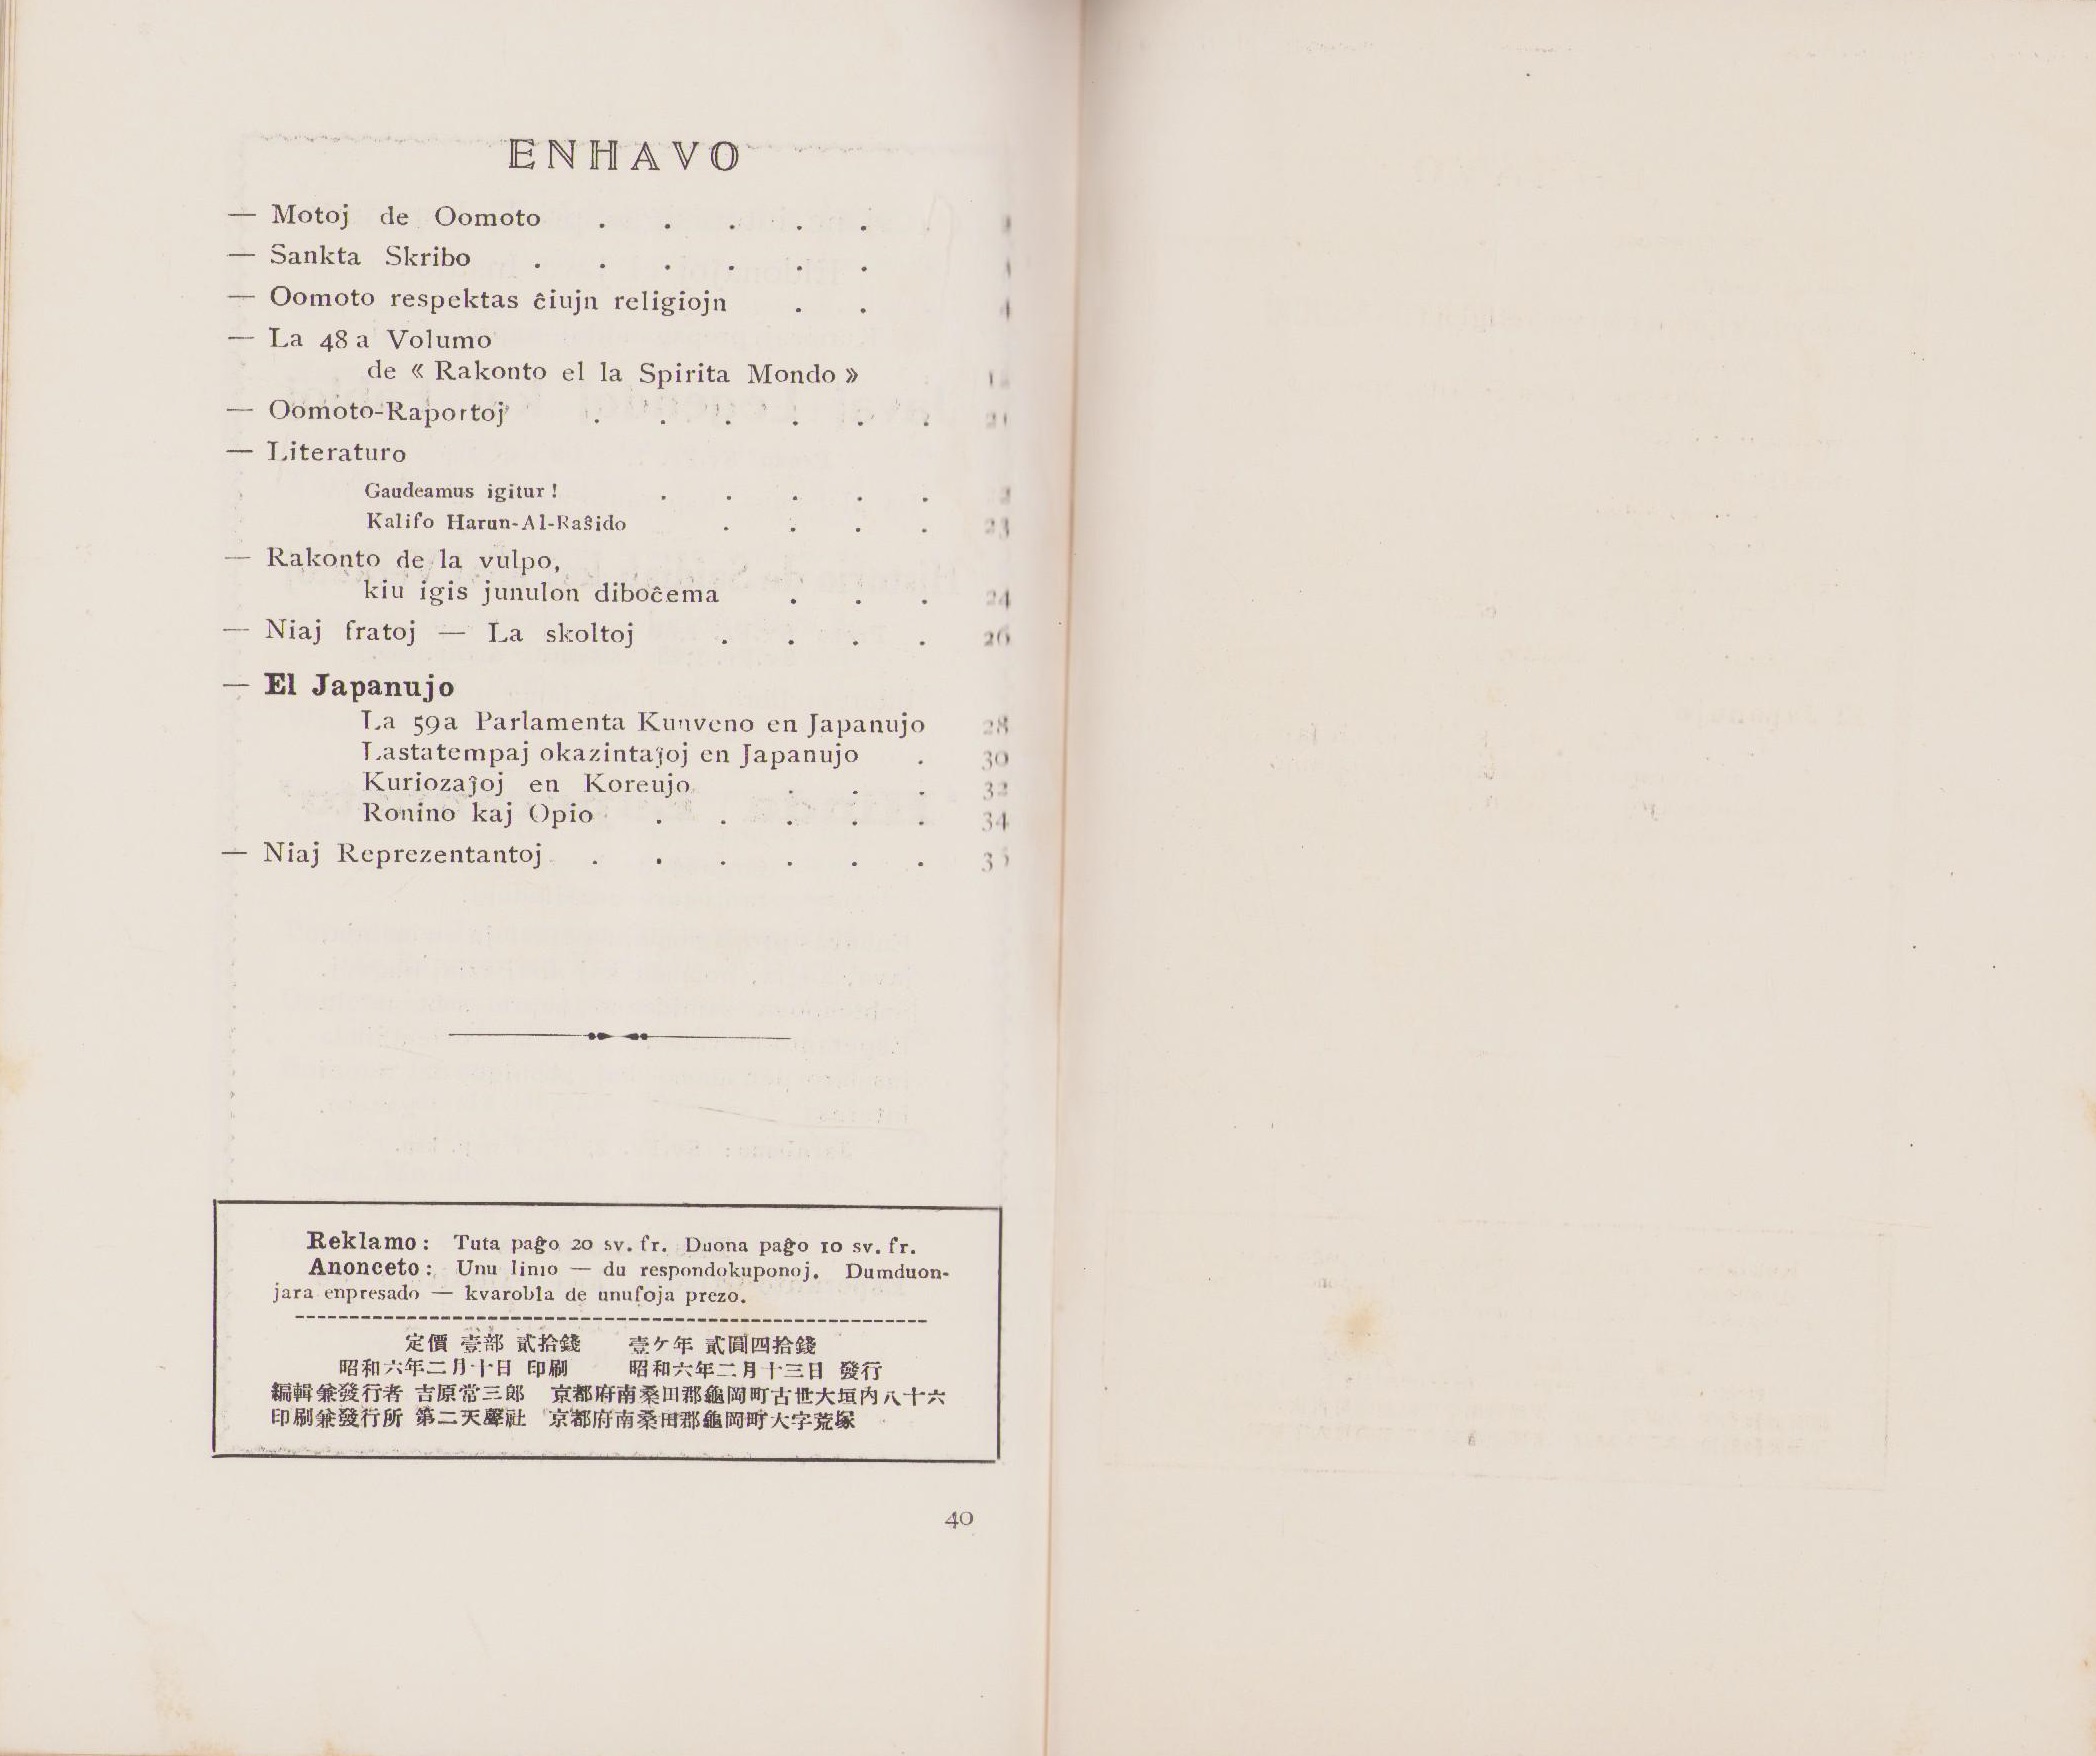 ENHAVO
— Motoj de Oomoto . . . . .
— Sankta Skribo . . . . . .
— Oomoto respektas ĉiujn religiojn . .
— La 48a Volumo
de « Rakonto el la Spirita Mondo »
— Oomoto-Raportoj . . . . . . 21
— Literaturo
Gaudeamus igitur ! . . . . .
Kalifo Harun-Al-Raŝido . . . . 23
— Rakonto de la vulpo,
kiu igis junulon diboĉema . . . 24
— Niaj fratoj — La skoltoj . . . . 26
— El Japanujo
La 59a Parlamenta Kunveno en Japanujo 28
Lastatempaj okazintaĵoj en Japanujo . 30
Kuriozaĵoj en Koreujo . . . 32
Ronino kaj Opio . . . . . 34
— Niaj Reprezentantoj . . . . . .
Reklamo: Tuta paĝo 20 sv. fr. Duona paĝo 10 sv. fr.
Anonceto: Unu linio — du respondokuponoj. Dumduon-
jara enpresado — kvarobla de unufoja prezo.
定價 壹部 貳拾錢 壹ケ年 貳圓四拾錢
昭和六年二月十日 印刷 昭和六年二月十三日 發行
編輯兼發行者 吉原常三郎 京都府南桑田郡龜岡町古世大垣内八十六
印刷兼發行所 第二天聲社 京都府南桑田郡龜岡町大字荒塚
40